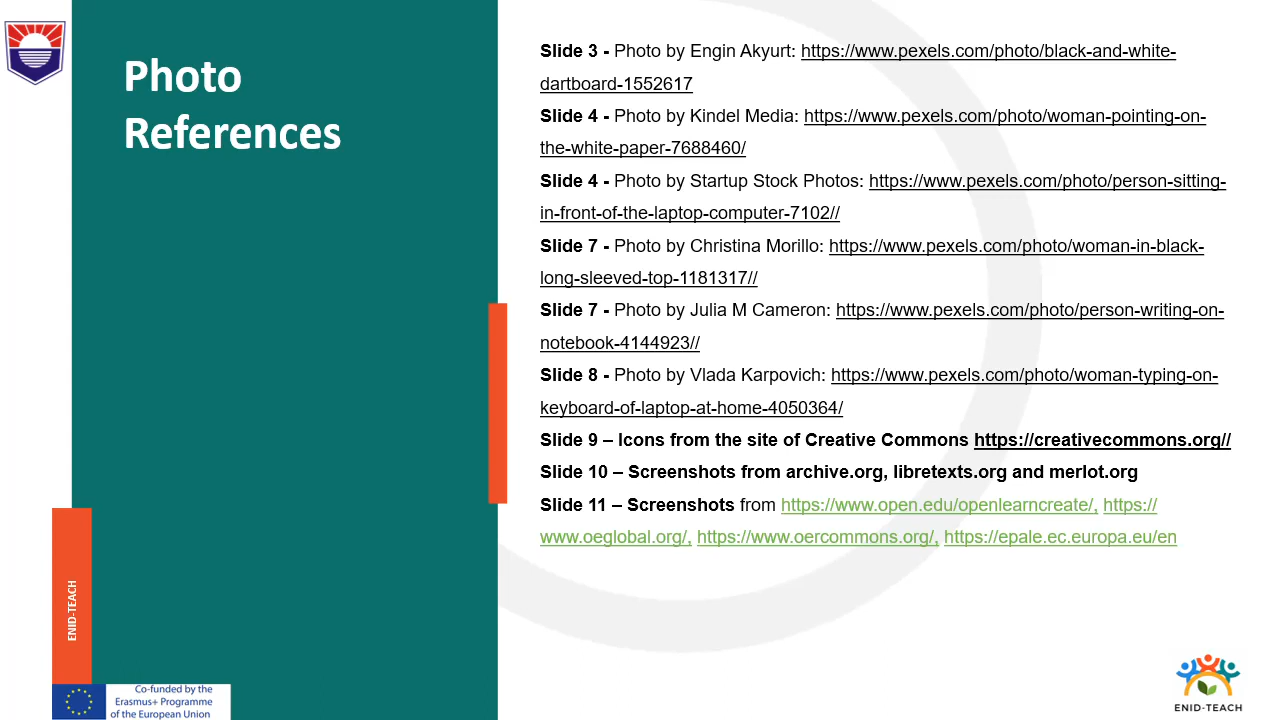 Photo
References
Slide 3 - Photo by Engin Akyurt: https://www.pexels.com/photo/black-and-white-
dartboard-1552617
Slide 4 - Photo by Kindel Media: https://www.pexels.com/photo/woman-pointing-on-
the-white-paper-7688460/
Slide 4 - Photo by Startup Stock Photos: https://www.pexels.com/photo/person-sitting-
in-front-of-the-laptop-computer-7102//
Slide 7 - Photo by Christina Morillo: https://www.pexels.com/photo/woman-in-black-
long-sleeved-top-1181317//
Slide 7 - Photo by Julia M Cameron: https://www.pexels.com/photo/person-writing-on-
notebook-4144923//
Slide 8 - Photo by Vlada Karpovich: https://www.pexels.com/photo/woman-typing-on-
keyboard-of-laptop-at-home-4050364/
Slide 9 – Icons from the site of Creative Commons https://creativecommons.org//
Slide 10 – Screenshots from archive.org, libretexts.org and merlot.org
Slide 11 – Screenshots from https://www.open.edu/openlearncreate/, https://
www.oeglobal.org/, https://www.oercommons.org/, https://epale.ec.europa.eu/en
ENID-TEACH
Co-funded by the
Erasmus+ Programme
of the European Union
ENID-TEACH